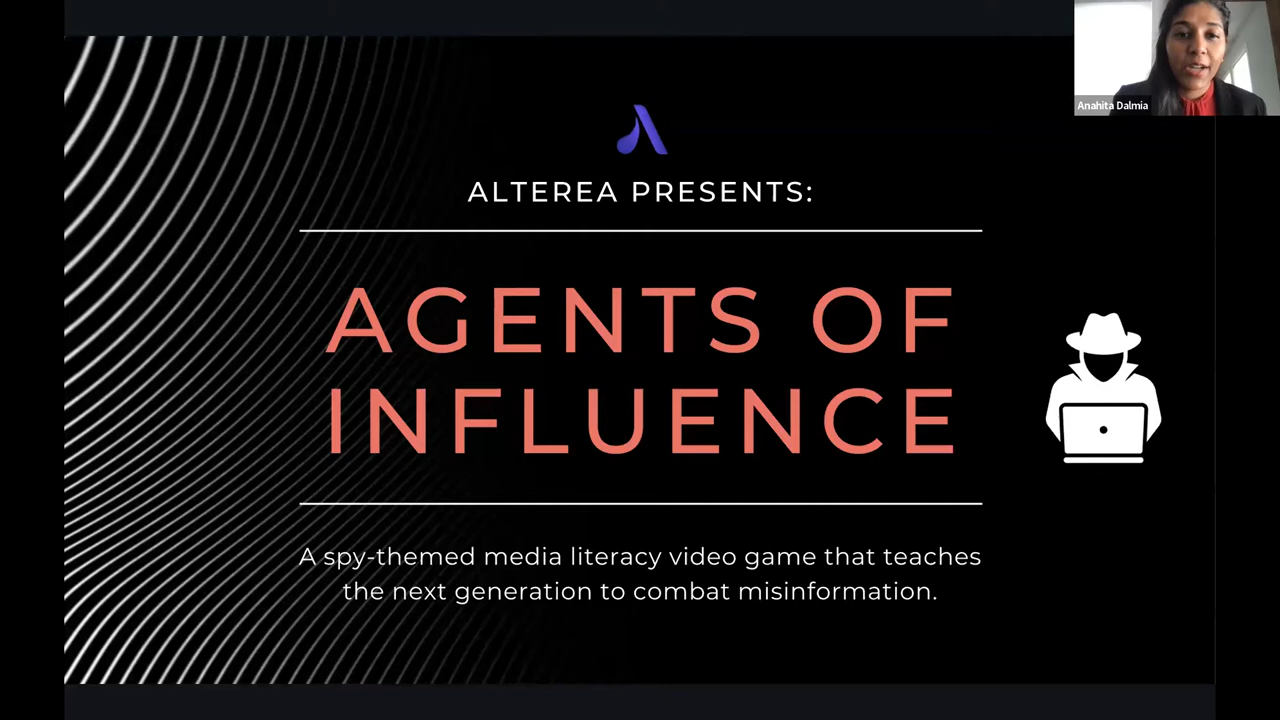 Anahita Dalmia
ALTEREA PRESENTS:
AGENTS OF
INFLUENCE
A spy-themed media literacy video game that teaches
the next generation to combat misinformation.